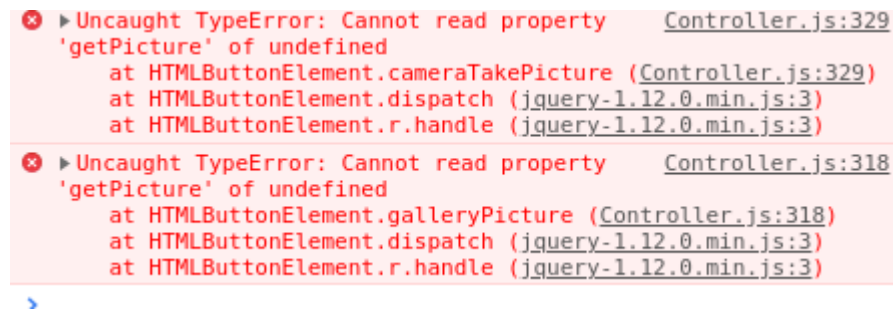 Uncaught TypeError: Cannot read property Controller.js:329
'getPicture' of undefined
at HTMLButtonElement.cameraTakePicture (Controller.js:329)
at HTMLButtonElement.dispatch (jquery-1.12.0.min.js:3)
at HTMLButtonElement.r.handle (jquery-1.12.0.min.js:3)
Uncaught TypeError: Cannot read property Controller.js:318
'getPicture' of undefined
at HTMLButtonElement.galleryPicture (Controller.js:318)
at HTMLButtonElement.dispatch (jquery-1.12.0.min.js:3)
at HTMLButtonElement.r.handle (jquery-1.12.0.min.js:3)